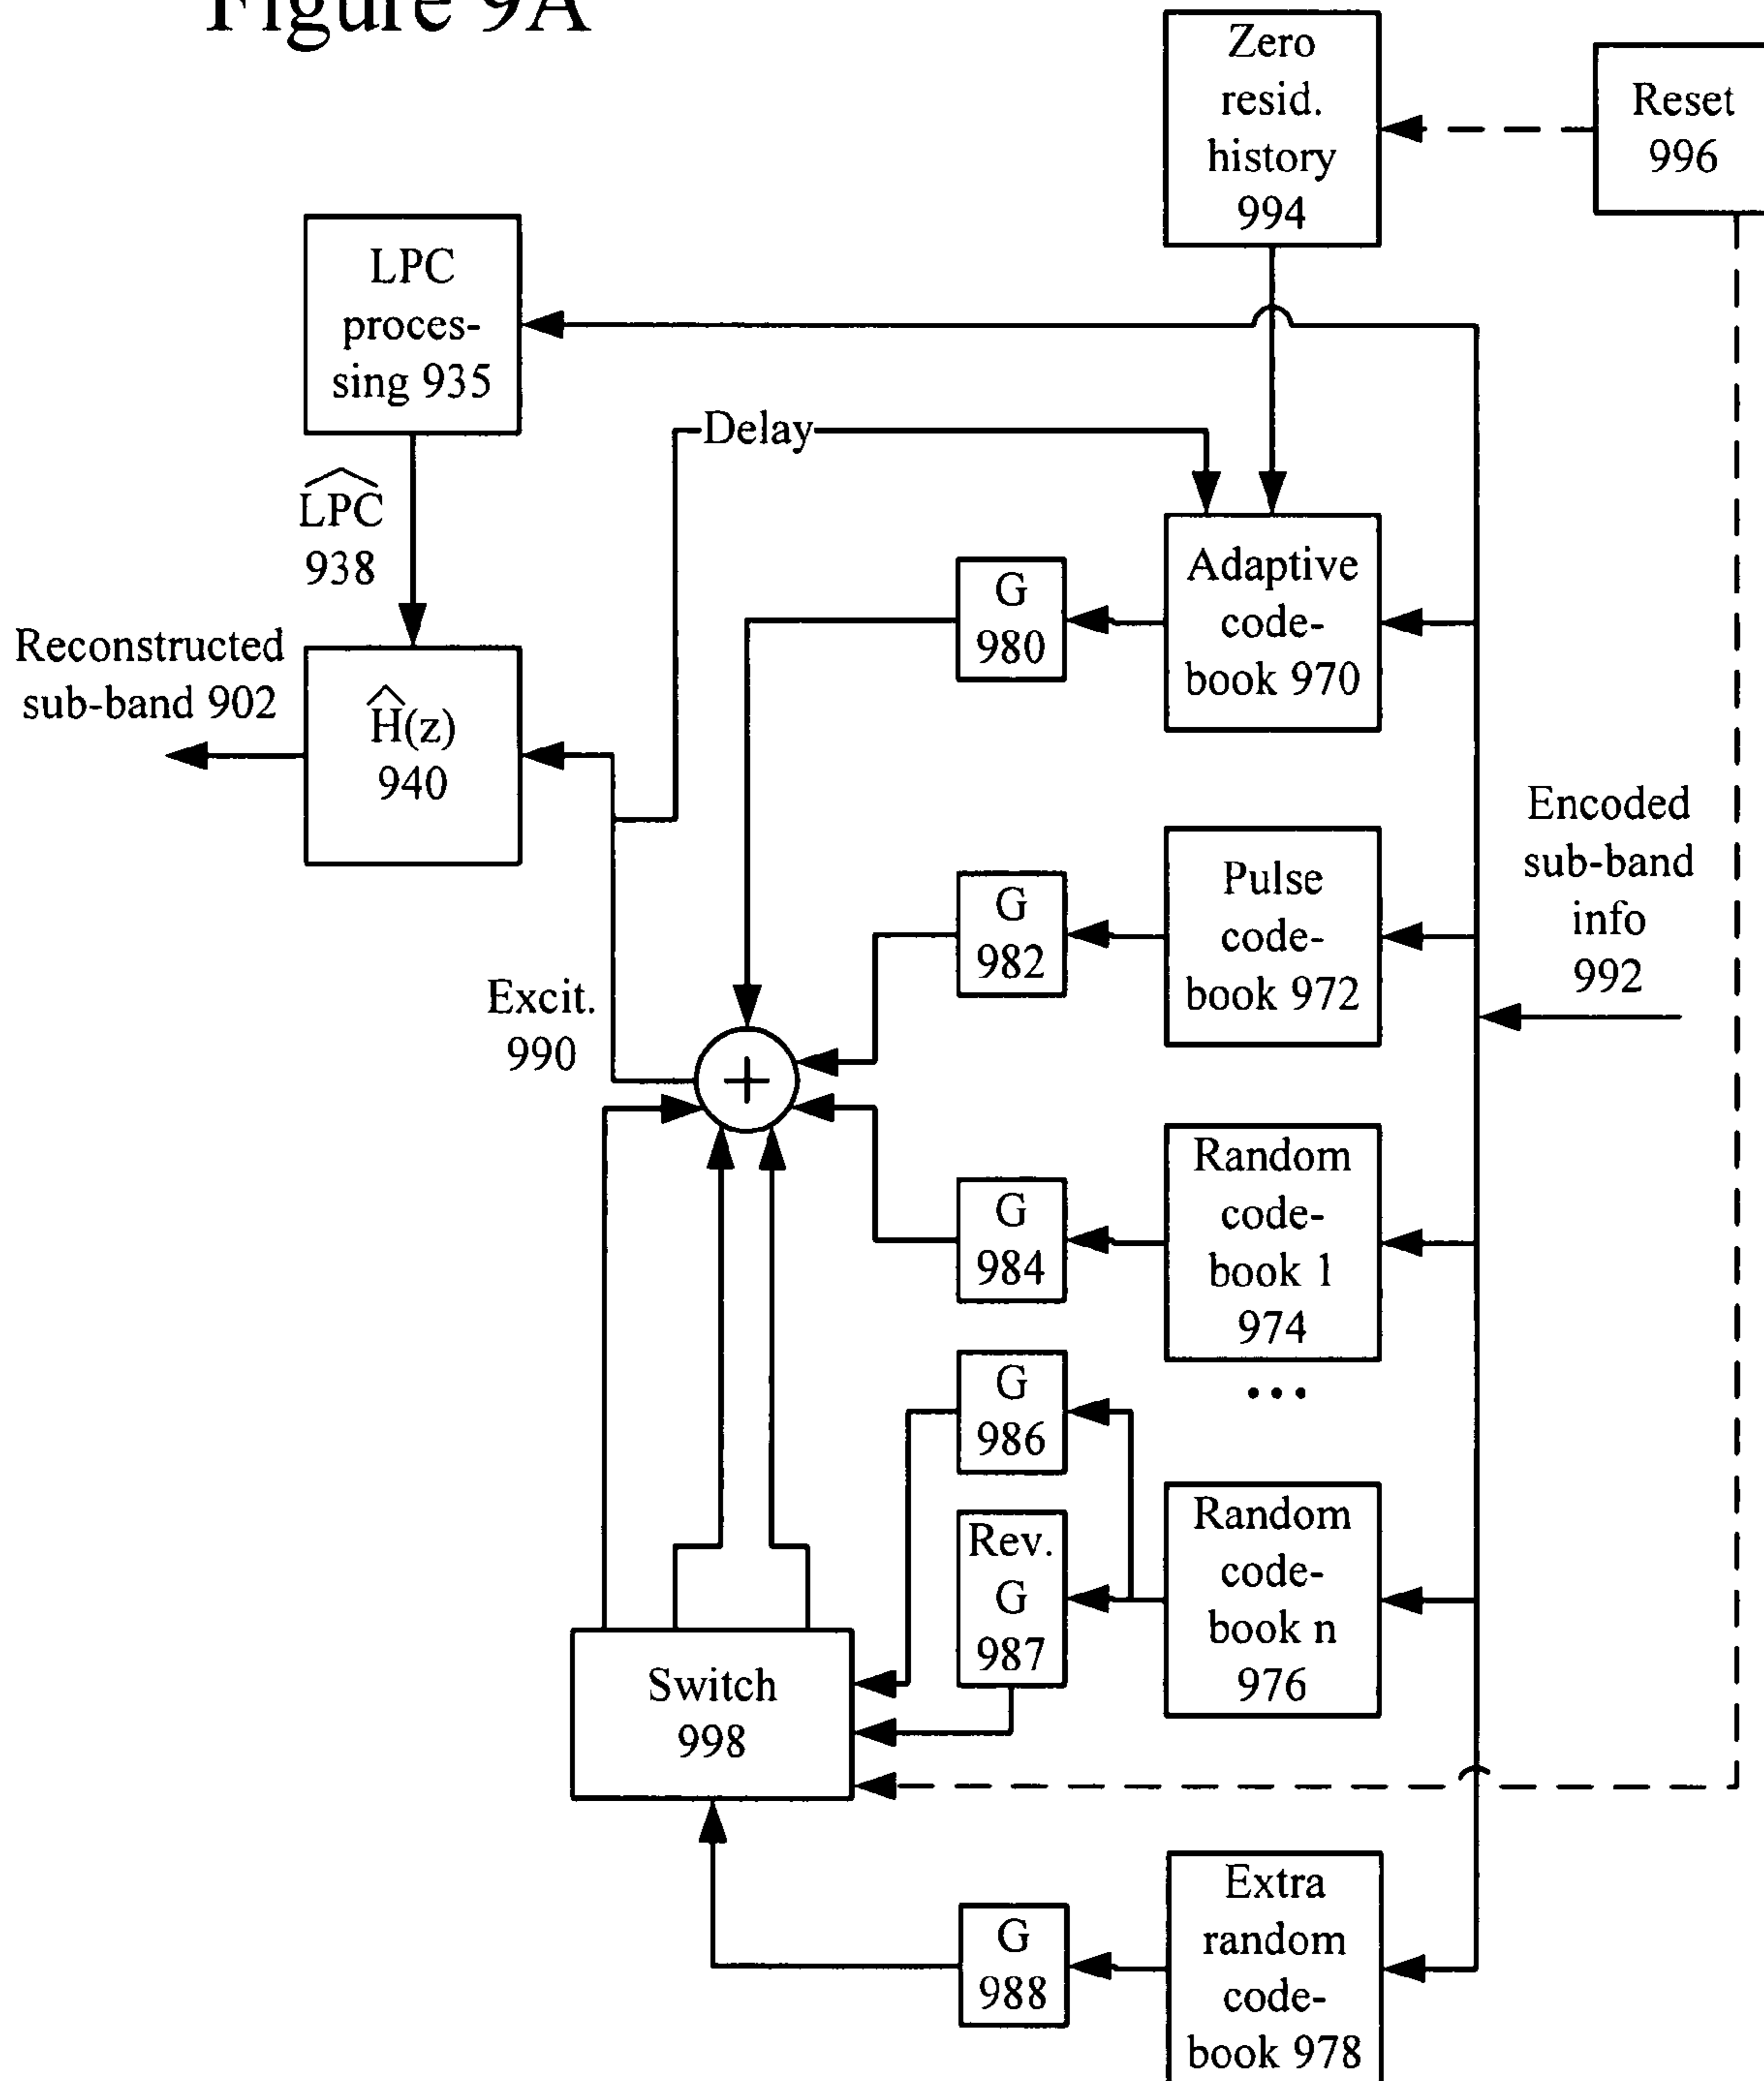 Figure 9A
Zero
resid.
history
994
Reset
996
LPC
proces-
sing 935
Delay
LPC
938
Adaptive
code-
book 970
G
980
Reconstructed
sub-band 902
Ĥ(z)
940
Encoded
sub-band
info
992
Pulse
code-
book 972
G
982
Excit.
990
+
Random
code-
book 1
974
G
984
...
G
986
Rev.
G
987
Random
code-
book n
976
Switch
998
Extra
random
code-
book 978
G
988